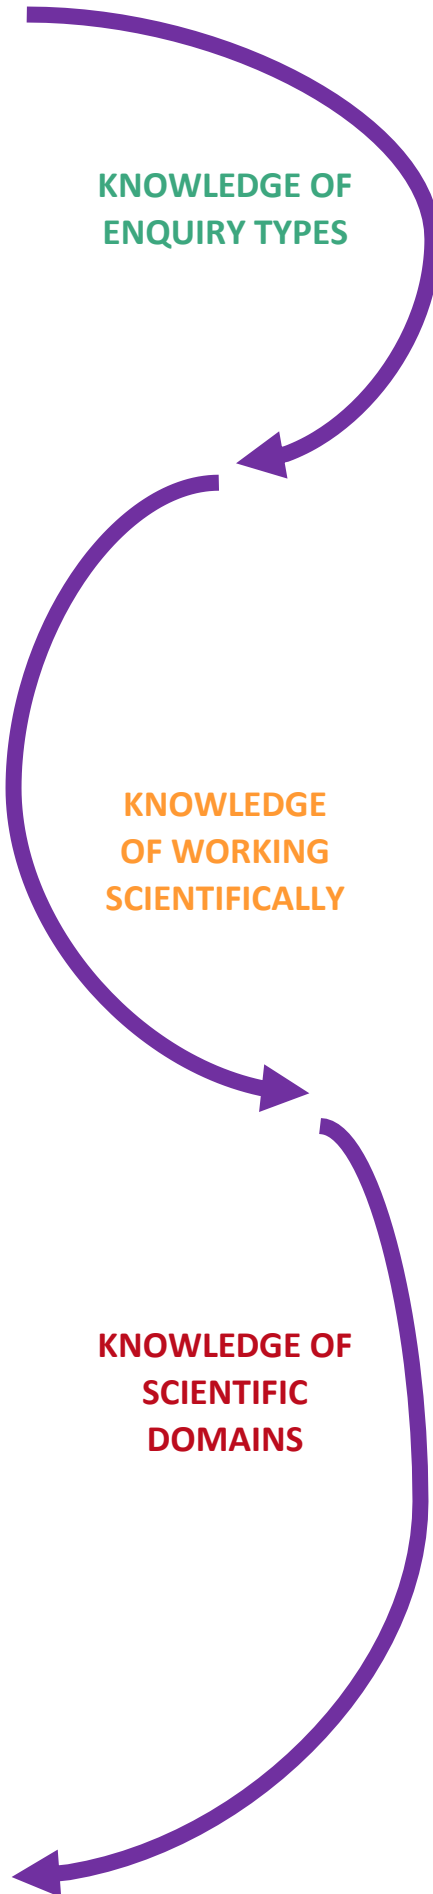 KNOWLEDGE OF
ENQUIRY TYPES
KNOWLEDGE
OF WORKING
SCIENTIFICALLY
KNOWLEDGE OF
SCIENTIFIC
DOMAINS